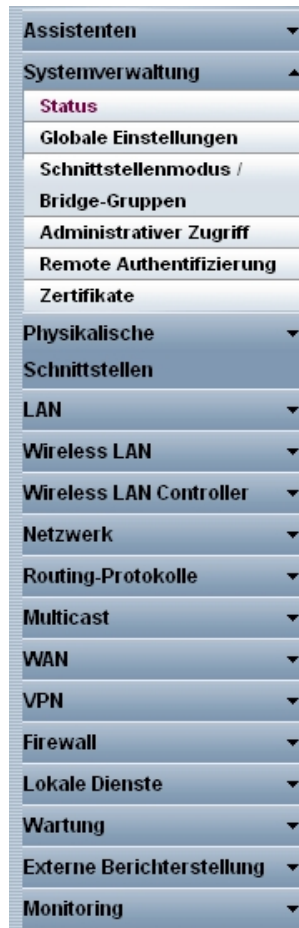 Assistenten
Systemverwaltung
Status
Globale Einstellungen
Schnittstellenmodus /
Bridge-Gruppen
Administrativer Zugriff
Remote Authentifizierung
Zertifikate
Physikalische
Schnittstellen
LAN
Wireless LAN
Wireless LAN Controller
Netzwerk
Routing-Protokolle
Multicast
WAN
VPN
Firewall
Lokale Dienste
Wartung
Externe Berichterstellung
Monitoring